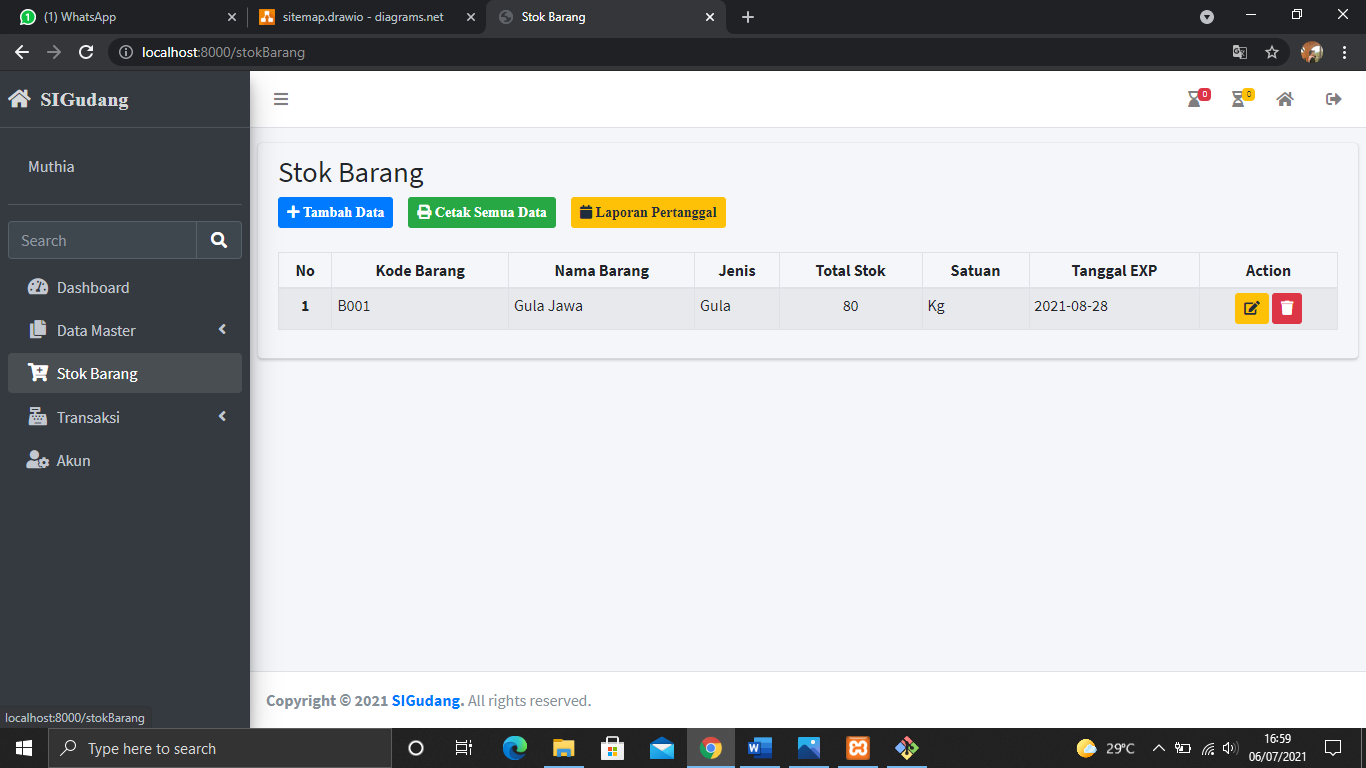 (1) WhatsApp
sitemap.drawio - diagrams.net
Stok Barang
localhost:8000/stokBarang
SIGudang
0
0
Muthia
Search
Dashboard
Data Master
Stok Barang
Transaksi
Akun
Stok Barang
Tambah Data
Cetak Semua Data
Laporan Pertanggal
No Kode Barang Nama Barang Jenis Total Stok Satuan Tanggal EXP Action
1 B001 Gula Jawa Gula 80 Kg 2021-08-28
Copyright © 2021 SIGudang. All rights reserved.
localhost:8000/stokBarang
Type here to search
29°C
16:59
06/07/2021